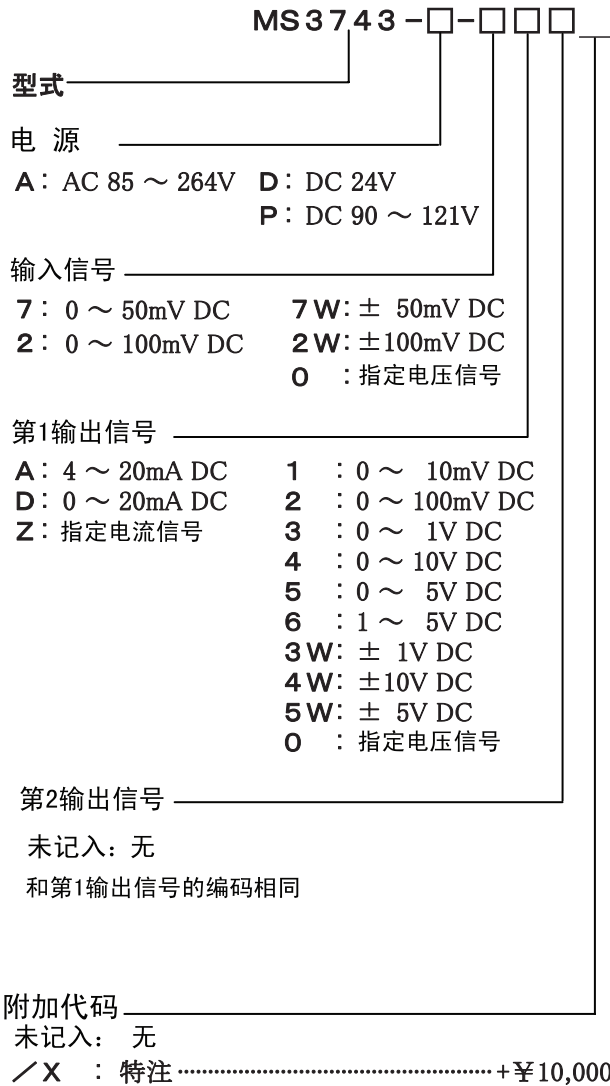 MS3743-□-□□□
型式
电 源
A： AC 85 ～ 264V D： DC 24V
P： DC 90 ～ 121V
输入信号
7： 0 ～ 50mV DC 7W：± 50mV DC
2： 0 ～ 100mV DC 2W：±100mV DC
0 ：指定电压信号
第1输出信号
A： 4 ～ 20mA DC 1 ：0 ～ 10mV DC
D： 0 ～ 20mA DC 2 ：0 ～ 100mV DC
Z： 指定电流信号 3 ：0 ～ 1V DC
4 ：0 ～ 10V DC
5 ：0 ～ 5V DC
6 ：1 ～ 5V DC
3W：± 1V DC
4W：±10V DC
5W：± 5V DC
0 ：指定电压信号
第2输出信号
未记入：无
和第1输出信号的编码相同
附加代码
未记入： 无
／X ：特注 ········································ +￥10,000